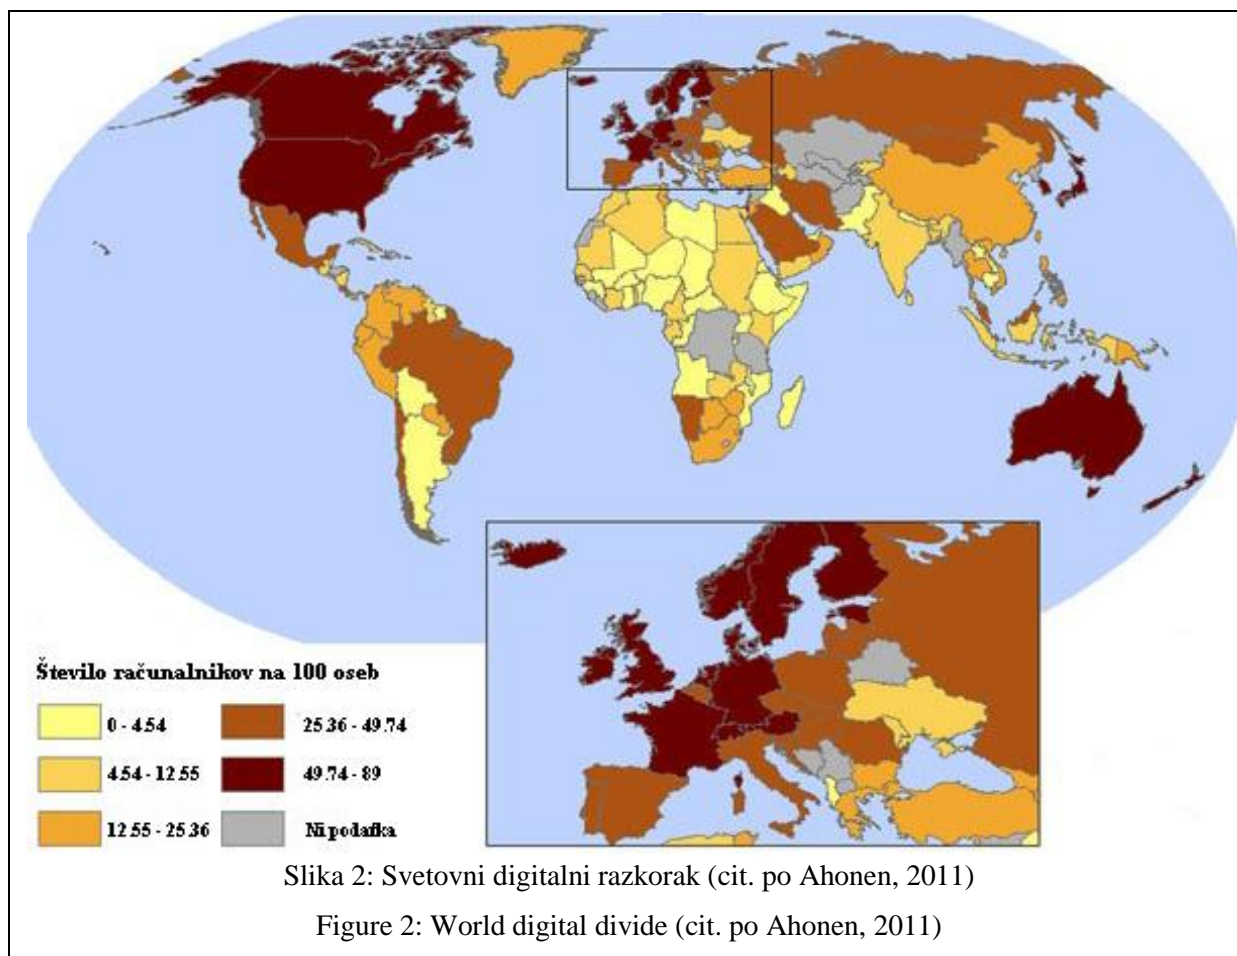 Število računalnikov na 100 oseb
0 - 4.54
25.36 - 49.74
4.54 - 12.55
49.74 - 89
12.55 - 25.36
Ni podatka
Slika 2: Svetovni digitalni razkorak (cit. po Ahonen, 2011)
Figure 2: World digital divide (cit. po Ahonen, 2011)